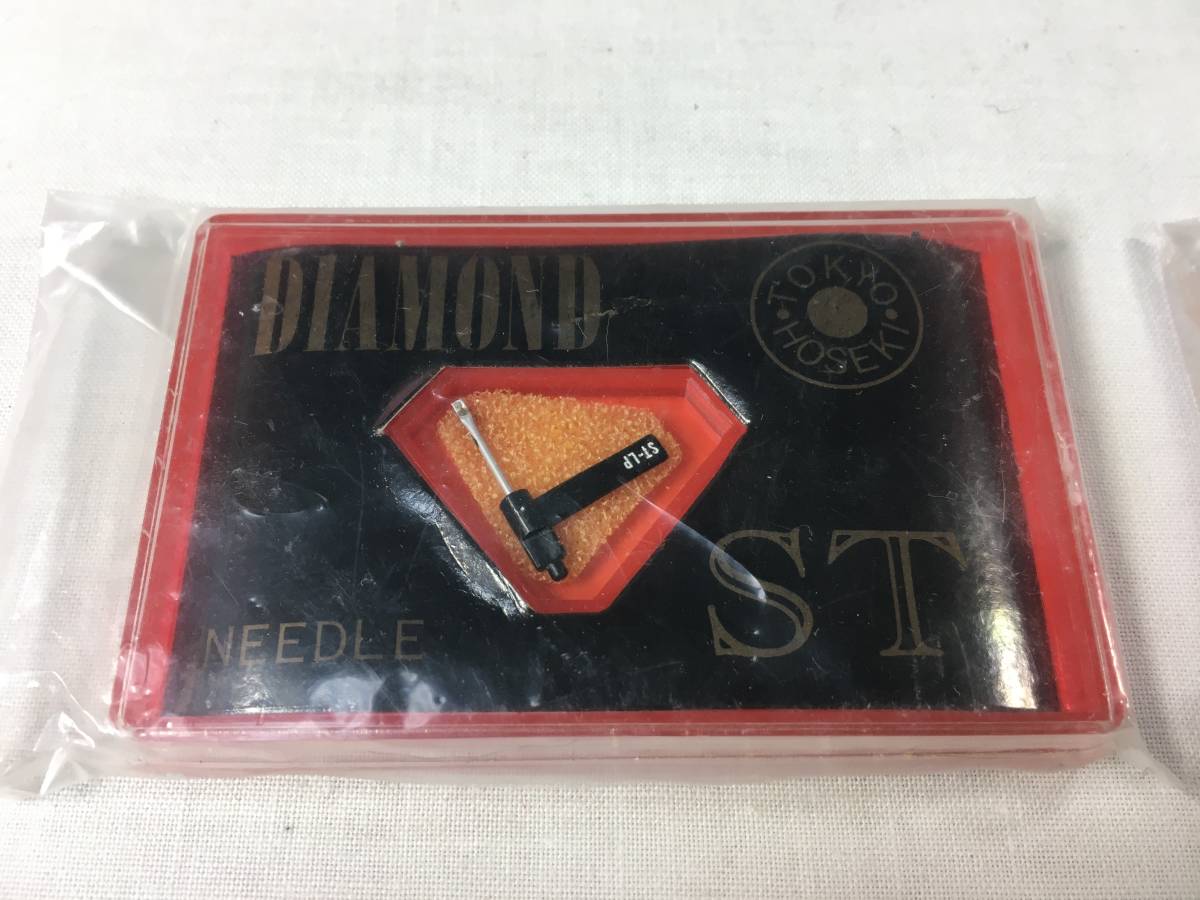 DIAMOND
TOKYO
HOSEKI
ST-LP
ST
NEEDLE